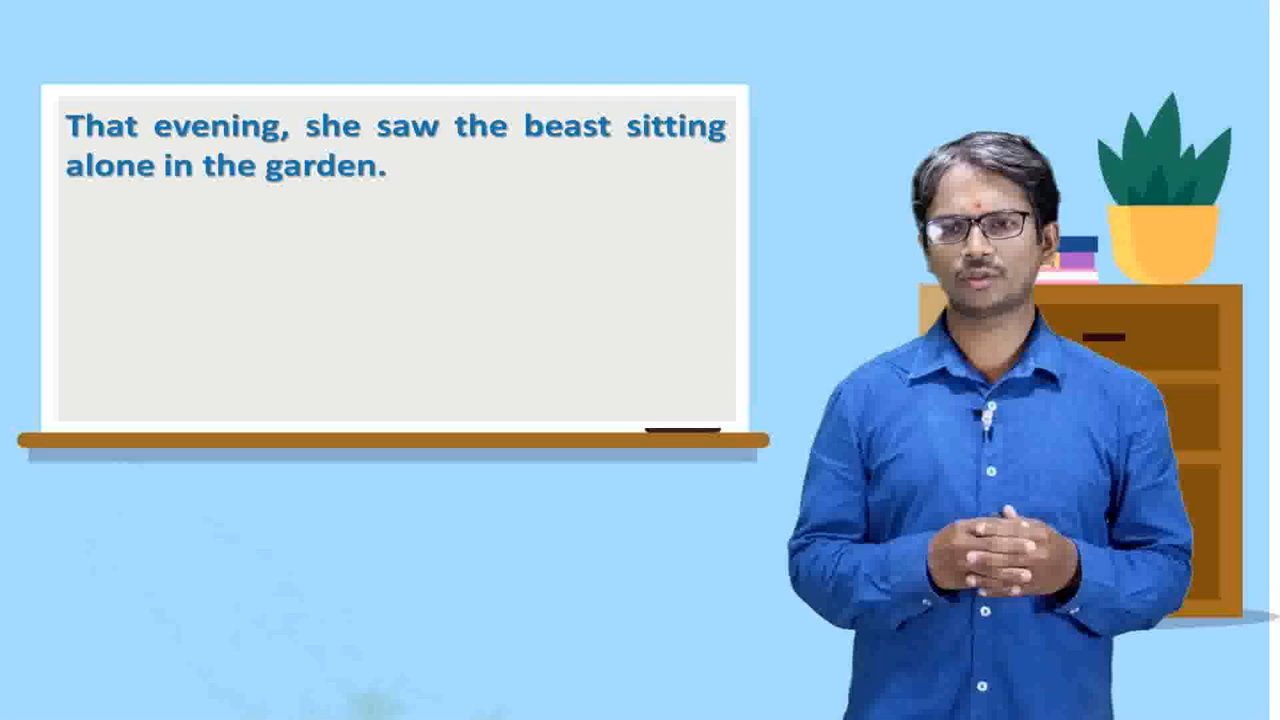 That evening, she saw the beast sitting
alone in the garden.